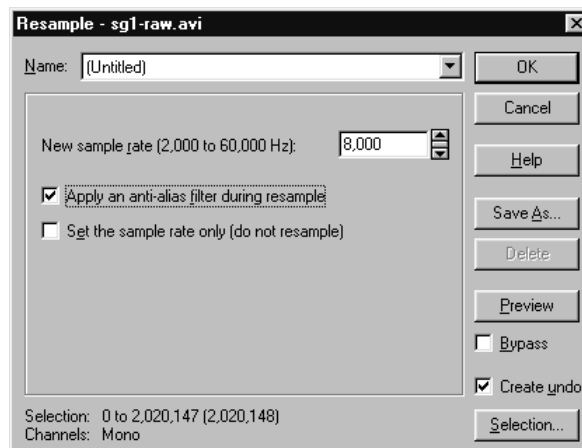 Resample - sg1-raw.avi
Name: (Untitled)
OK
Cancel
New sample rate (2,000 to 60,000 Hz): 8,000
Help
Apply an anti-alias filter during resample
Save As...
Set the sample rate only (do not resample)
Delete
Preview
Bypass
Create undo
Selection: 0 to 2,020,147 (2,020,148)
Channels: Mono
Selection...